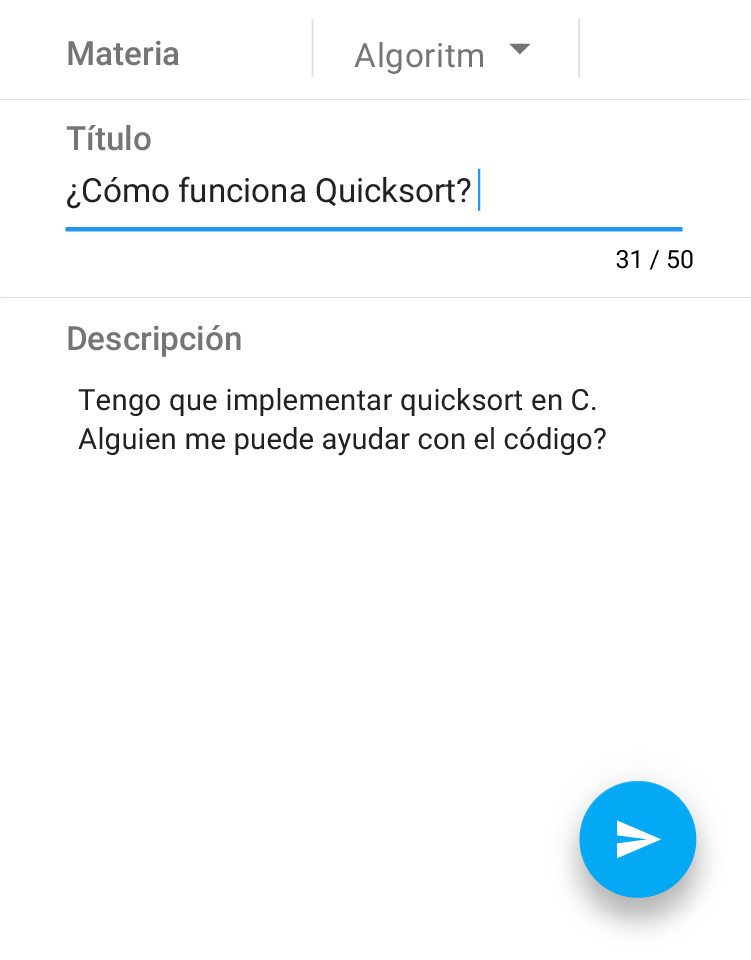 Materia
Algoritm
Título
¿Cómo funciona Quicksort?
31 / 50
Descripción
Tengo que implementar quicksort en C.
Alguien me puede ayudar con el código?